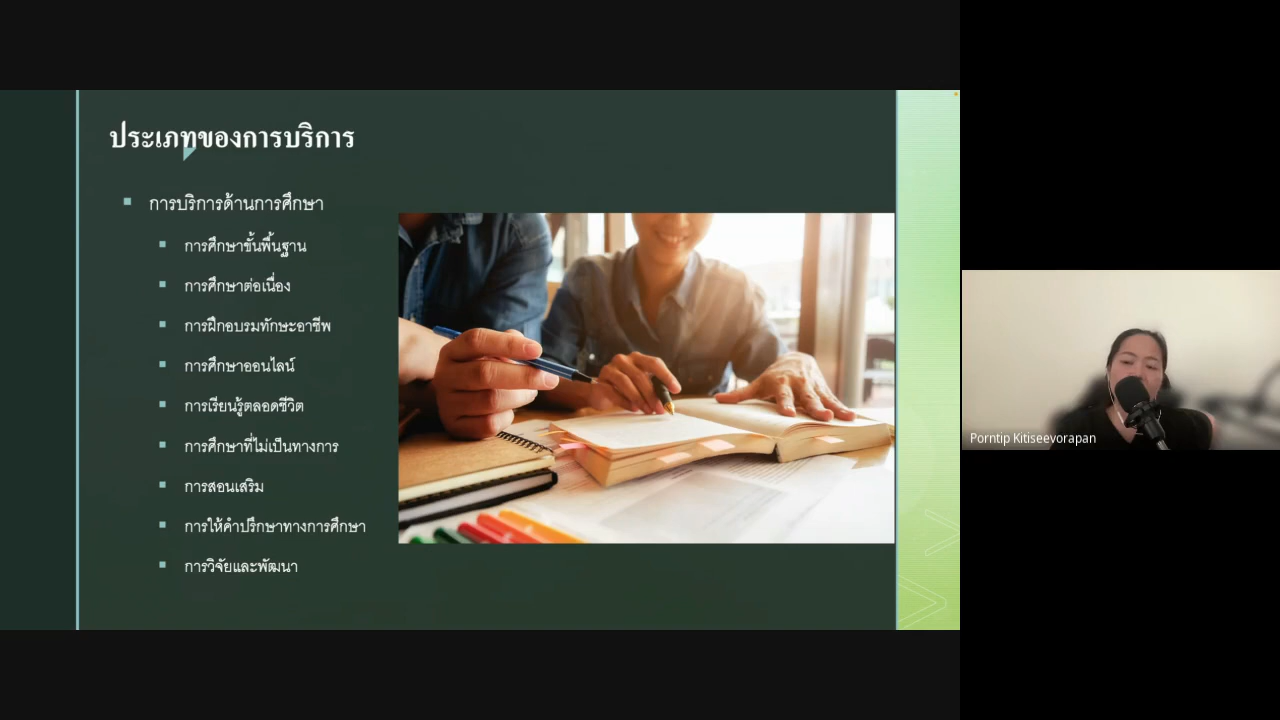 ประเภทของการบริการ
การบริการด้านการศึกษา
การศึกษาขั้นพื้นฐาน
การศึกษาต่อเนื่อง
การฝึกอบรมทักษะอาชีพ
การศึกษาออนไลน์
การเรียนรู้ตลอดชีวิต
การศึกษาที่ไม่เป็นทางการ
การสอนเสริม
การให้คำปรึกษาทางการศึกษา
การวิจัยและพัฒนา
Porntip Kitiseevorapan